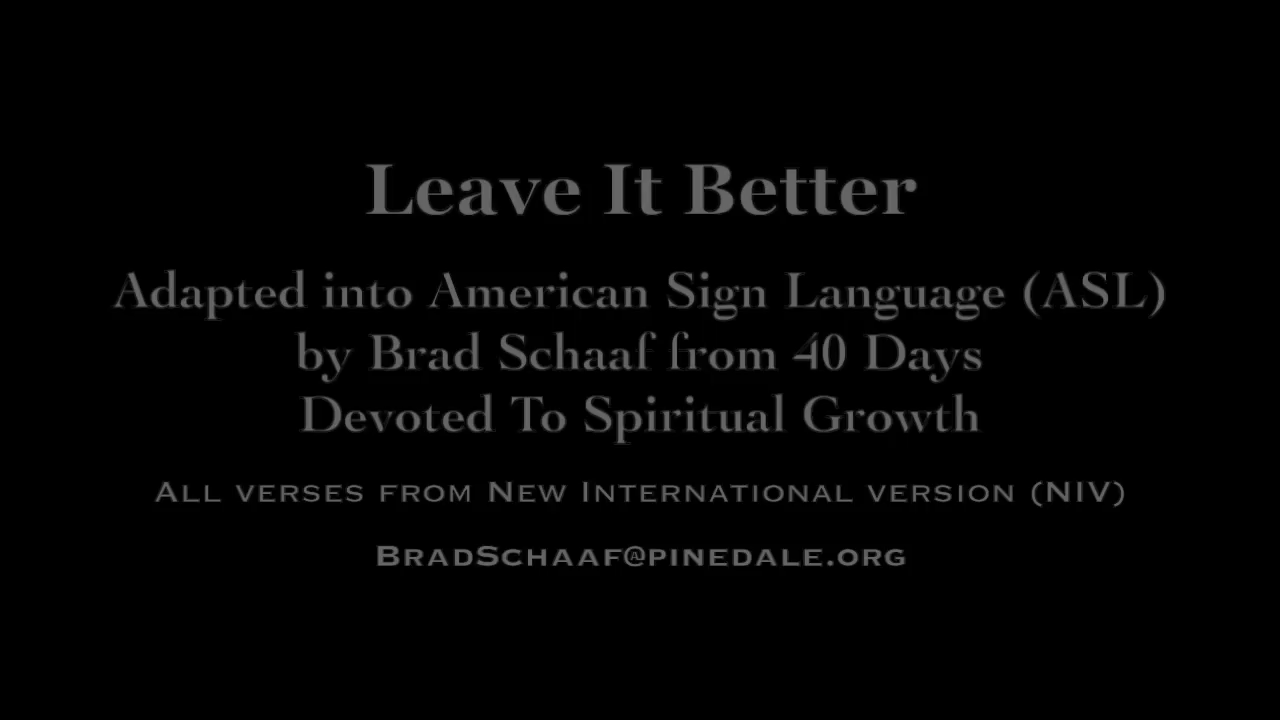 Leave It Better
Adapted into American Sign Language (ASL)
by Brad Schaaf from 40 Days
Devoted To Spiritual Growth
All verses from New International version (NIV)
BradSchaaf@pinedale.org